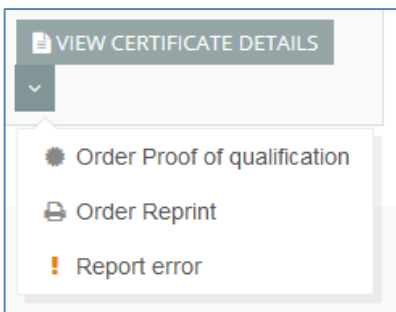 VIEW CERTIFICATE DETAILS
Order Proof of qualification
Order Reprint
Report error